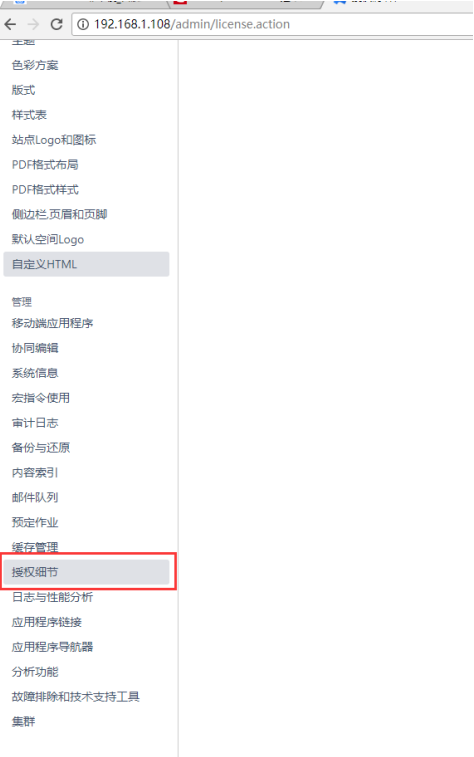 192.168.1.108/admin/license.action
主题
色彩方案
版式
样式表
站点Logo和图标
PDF格式布局
PDF格式样式
侧边栏,页眉和页脚
默认空间Logo
自定义HTML
管理
移动端应用程序
协同编辑
系统信息
宏指令使用
审计日志
备份与还原
内容索引
邮件队列
预定作业
缓存管理
授权细节
日志与性能分析
应用程序链接
应用程序导航器
分析功能
故障排除和技术支持工具
集群